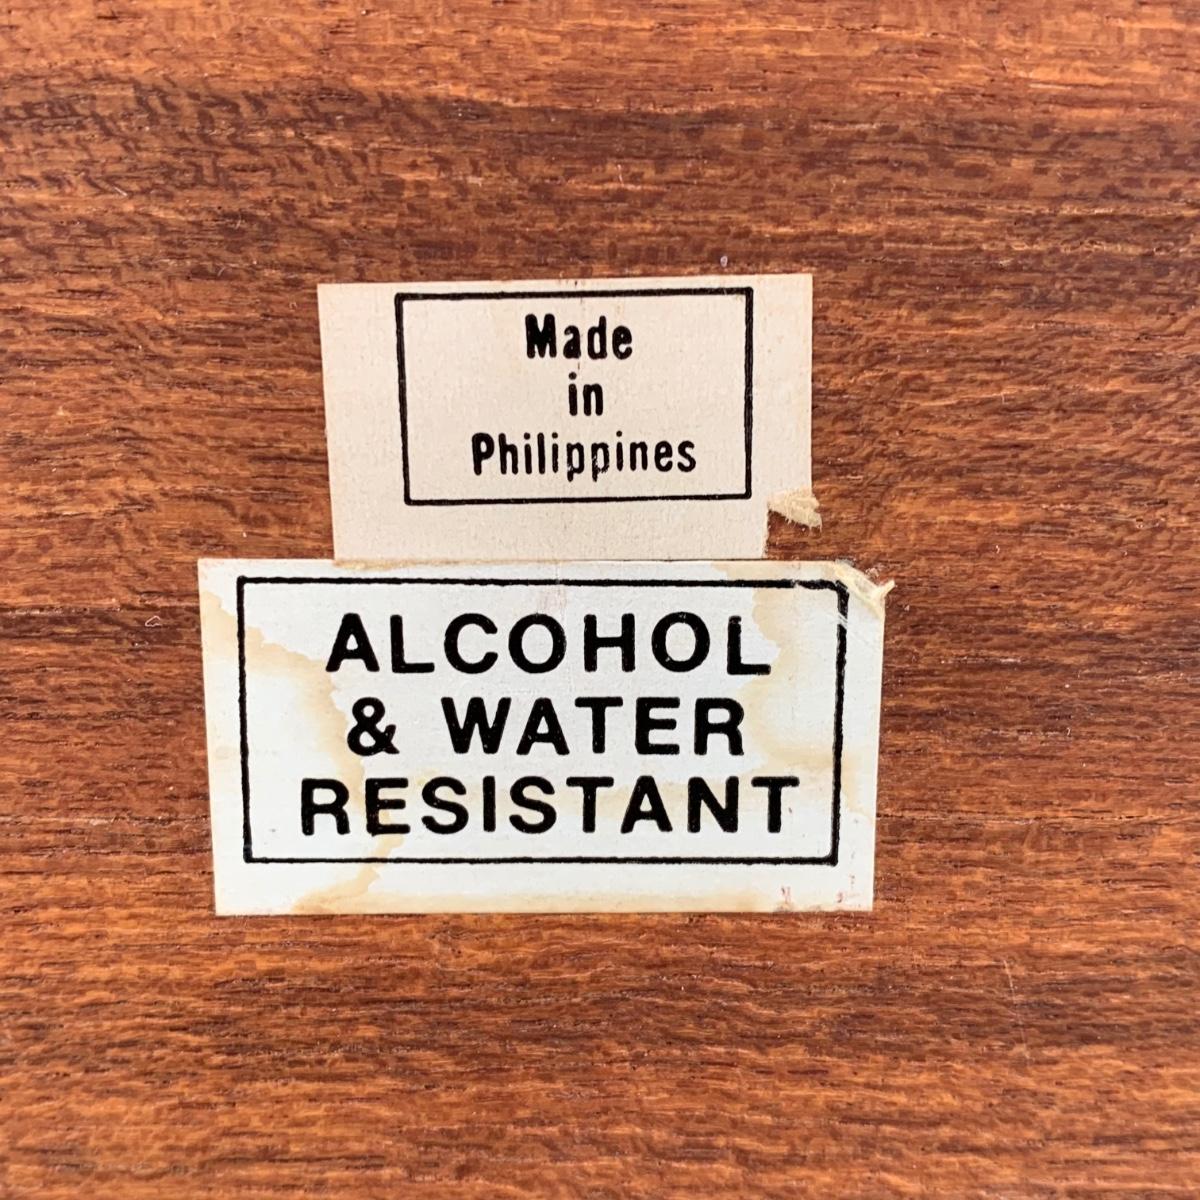 Made
in
Philippines
ALCOHOL
& WATER
RESISTANT